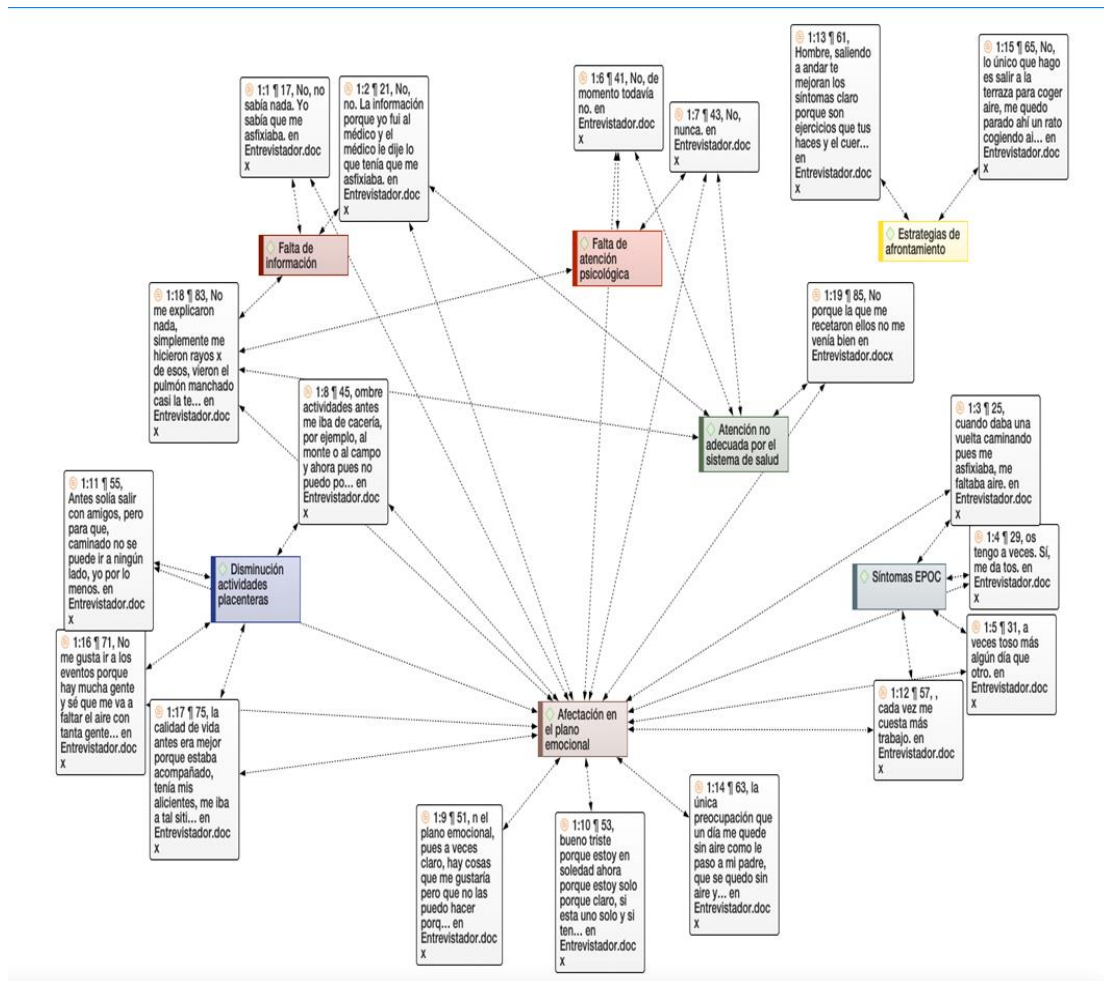 1:13 ¶ 61,
Hombre, saliendo
a andar te
mejoran los
síntomas claro
porque son
ejercicios que tus
haces y el cuer...
en
Entrevistador.doc
x
1:15 ¶ 65, No,
lo único que hago
es salir a la
terraza para coger
aire, me quedo
parado ahí un rato
cogiendo ai... en
Entrevistador.doc
x
1:1 ¶ 17, No, no
sabía nada. Yo
sabía que me
asfixiaba. en
Entrevistador.doc
x
1:2 ¶ 21, No,
no. La información
porque yo fui al
médico y el
médico le dije lo
que tenía que me
asfixiaba. en
Entrevistador.doc
x
1:6 ¶ 41, No, de
momento todavía
no. en
Entrevistador.doc
x
1:7 ¶ 43, No,
nunca. en
Entrevistador.doc
x
Falta de
información
Falta de
atención
psicológica
Estrategias de
afrontamiento
1:18 ¶ 83, No
me explicaron
nada,
simplemente me
hicieron rayos x
de esos, vieron el
pulmón manchado
casi la te... en
Entrevistador.doc
x
1:19 ¶ 85, No
porque la que me
recetaron ellos no me
venía bien en
Entrevistador.docx
1:8 ¶ 45, ombre
actividades antes
me iba de cacería,
por ejemplo, al
monte o al campo
y ahora pues no
puedo po... en
Entrevistador.doc
x
Atención no
adecuada por el
sistema de salud
1:3 ¶ 25,
cuando daba una
vuelta caminando
pues me
asfixiaba, me
faltaba aire. en
Entrevistador.doc
x
1:11 ¶ 55,
Antes solía salir
con amigos, pero
para que,
caminado no se
puede ir a ningún
lado, yo por lo
menos. en
Entrevistador.doc
x
Disminución
actividades
placenteras
Síntomas EPOC
1:4 ¶ 29, os
tengo a veces. Sí,
me da tos. en
Entrevistador.doc
x
1:5 ¶ 31, a
veces toso más
algún día que
otro. en
Entrevistador.doc
x
1:16 ¶ 71, No
me gusta ir a los
eventos porque
hay mucha gente
y sé que me va a
faltar el aire con
tanta gente... en
Entrevistador.doc
x
1:17 ¶ 75, la
calidad de vida
antes era mejor
porque estaba
acompañado,
tenía mis
alicientes, me iba
a tal siti... en
Entrevistador.doc
x
Afectación en
el plano
emocional
1:12 ¶ 57, ,
cada vez me
cuesta más
trabajo. en
Entrevistador.doc
x
1:9 ¶ 51, n el
plano emocional,
pues a veces
claro, hay cosas
que me gustaría
pero que no las
puedo hacer
porq... en
Entrevistador.doc
x
1:10 ¶ 53,
bueno triste
porque estoy en
soledad ahora
porque estoy solo
porque claro, si
esta uno solo y si
ten... en
Entrevistador.doc
x
1:14 ¶ 63, la
única
preocupación que
un día me quede
sin aire como le
paso a mi padre,
que se quedo sin
aire y... en
Entrevistador.doc
x